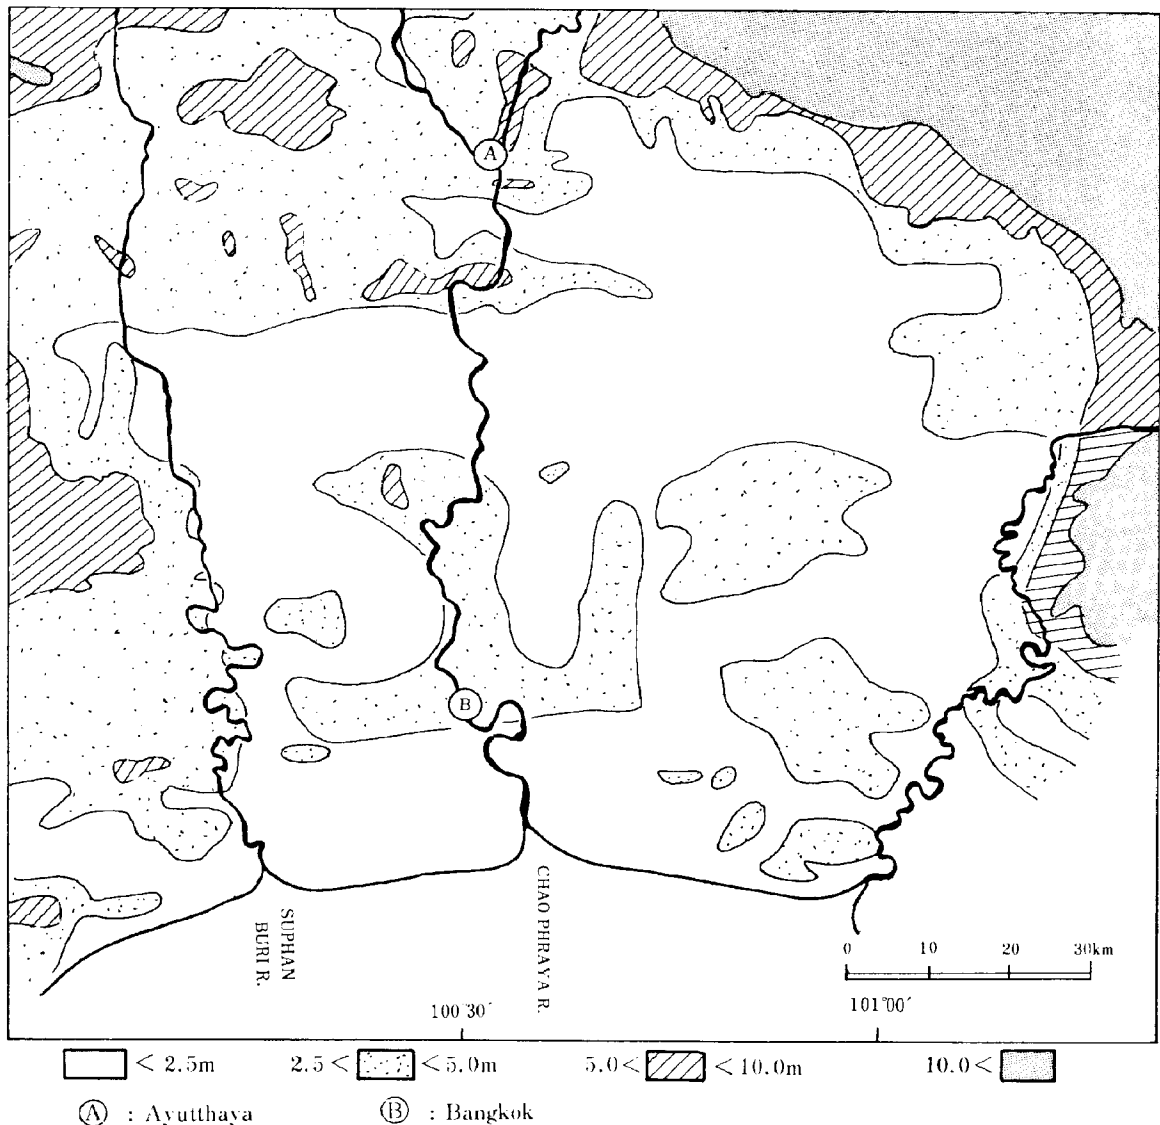 A
B
SUPHAN
BURI R.
CHAO PHRAYA R.
0 10 20 30km
100°30′
101°00′
< 2.5m 2.5 < < 5.0m 5.0 < < 10.0m 10.0 <
Ⓐ : Ayutthaya Ⓑ : Bangkok